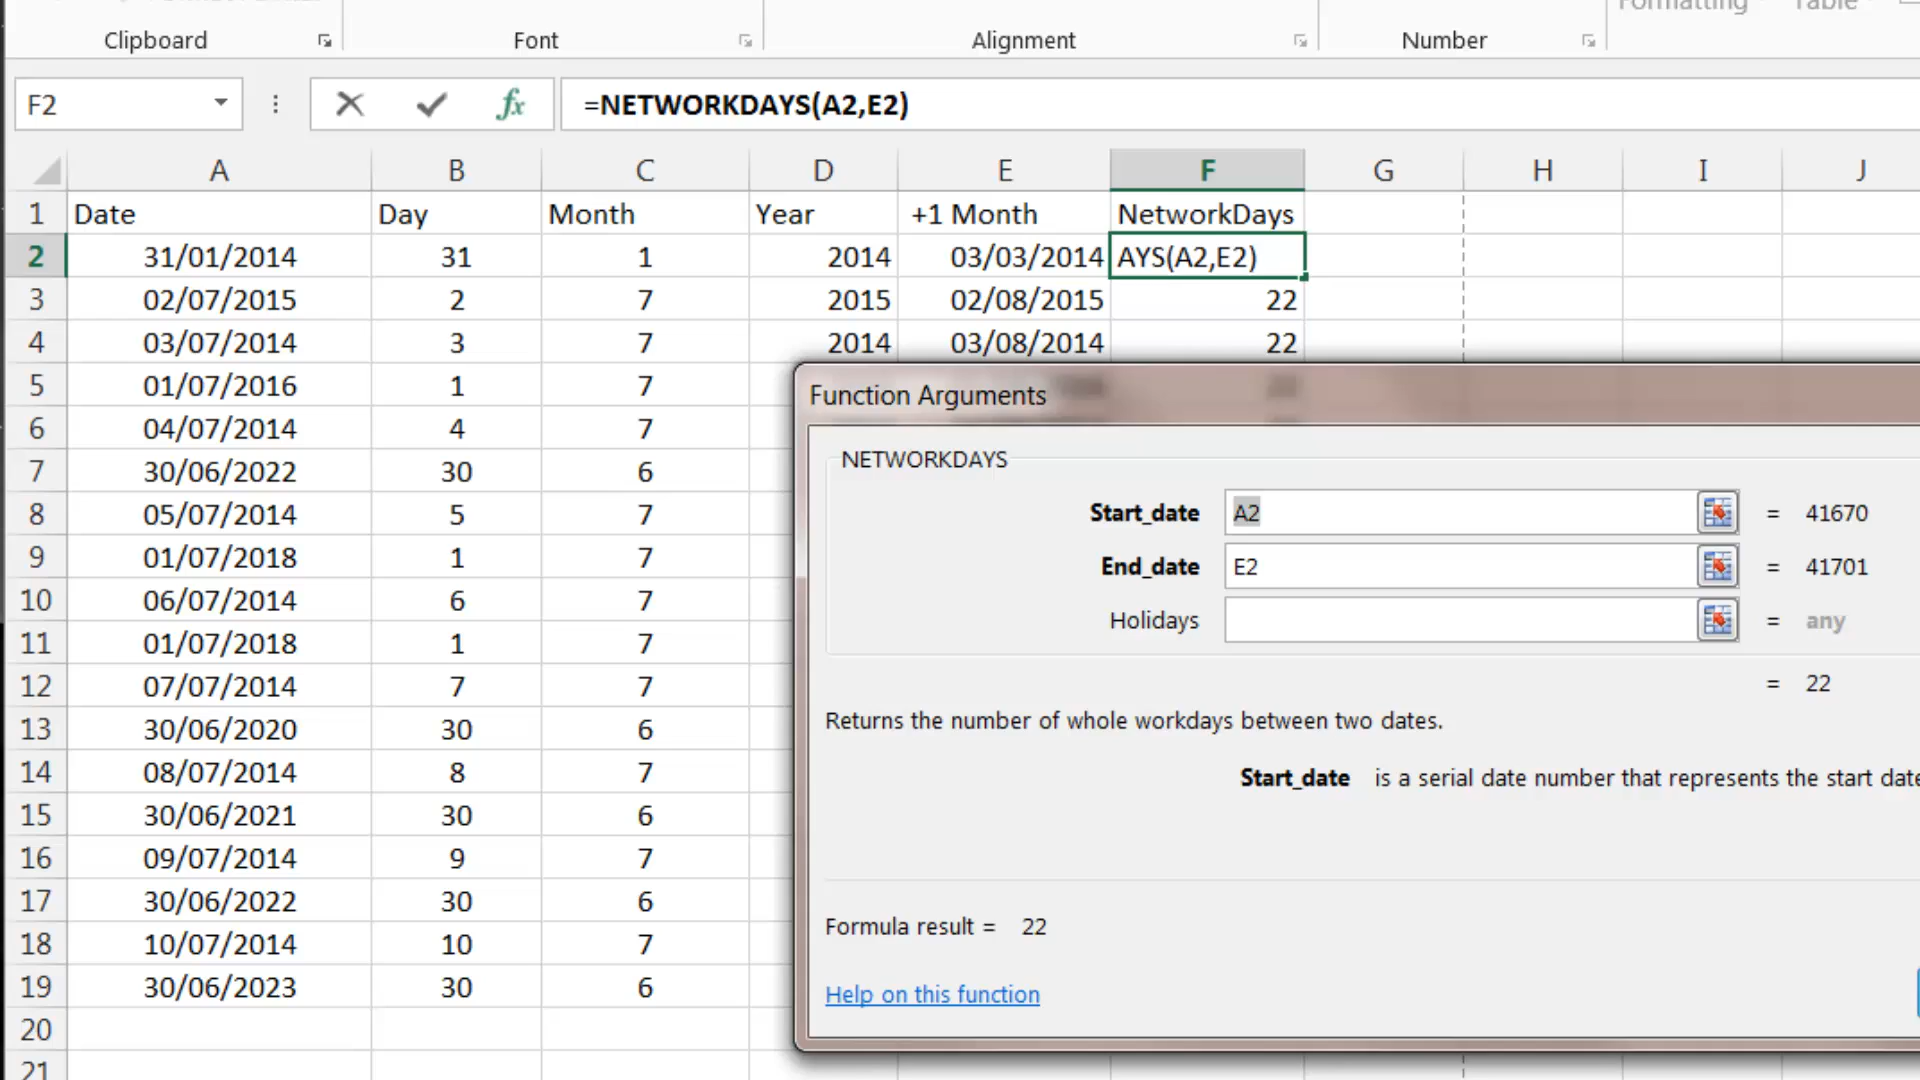 Formatting Table
Clipboard Font Alignment Number
F2 fx =NETWORKDAYS(A2,E2)
A B C D E F G H I J
1 Date Day Month Year +1 Month NetworkDays
2 31/01/2014 31 1 2014 03/03/2014 AYS(A2,E2)
3 02/07/2015 2 7 2015 02/08/2015 22
4 03/07/2014 3 7 2014 03/08/2014 22
5 01/07/2016 1 7
6 04/07/2014 4 7
7 30/06/2022 30 6
8 05/07/2014 5 7
9 01/07/2018 1 7
10 06/07/2014 6 7
11 01/07/2018 1 7
12 07/07/2014 7 7
13 30/06/2020 30 6
14 08/07/2014 8 7
15 30/06/2021 30 6
16 09/07/2014 9 7
17 30/06/2022 30 6
18 10/07/2014 10 7
19 30/06/2023 30 6
20
21
Function Arguments
NETWORKDAYS
Start_date A2 = 41670
End_date E2 = 41701
Holidays = any
= 22
Returns the number of whole workdays between two dates.
Start_date is a serial date number that represents the start date
Formula result = 22
Help on this function